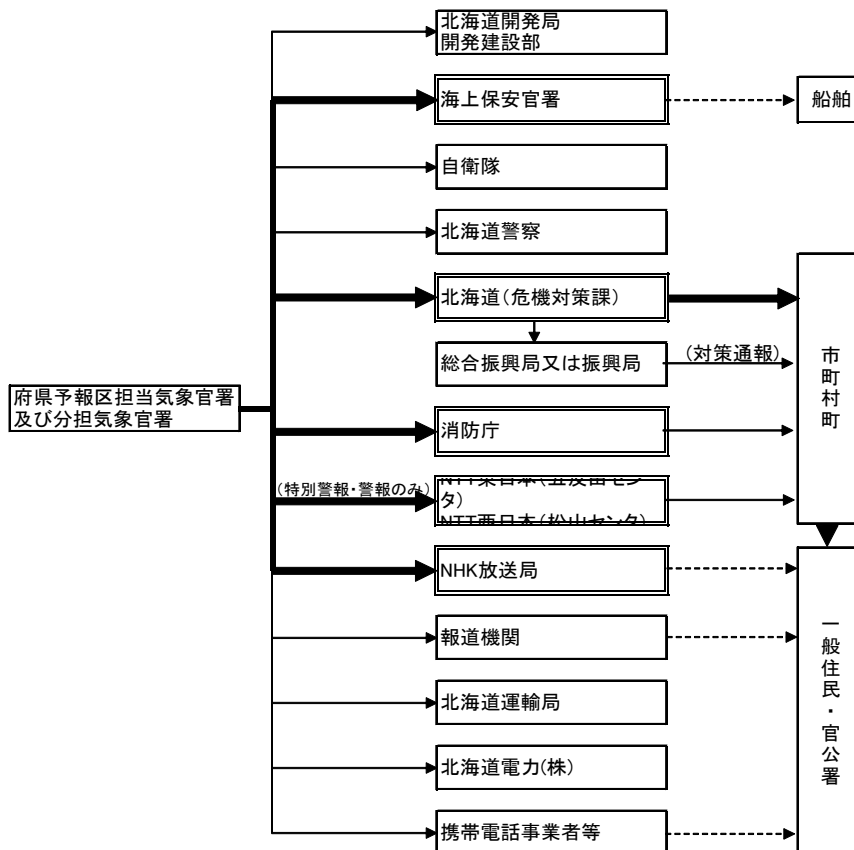 北海道開発局
開発建設部
海上保安官署
船舶
自衛隊
北海道警察
北海道(危機対策課)
総合振興局又は振興局
(対策通報)
市町村町
府県予報区担当気象官署
及び分担気象官署
消防庁
(特別警報・警報のみ)
タ)
NHK放送局
報道機関
一般住民・官公署
北海道運輸局
北海道電力(株)
携帯電話事業者等